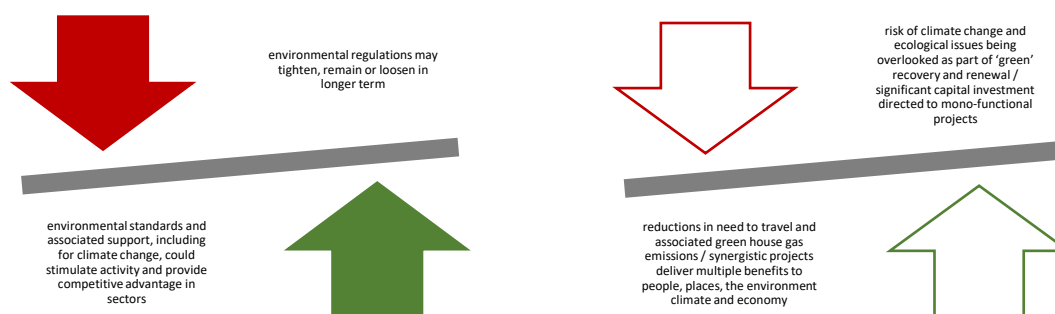 environmental regulations may
tighten, remain or loosen in
longer term
environmental standards and
associated support, including
for climate change, could
stimulate activity and provide
competitive advantage in
sectors
risk of climate change and
ecological issues being
overlooked as part of ‘green’
recovery and renewal /
significant capital investment
directed to mono-functional
projects
reductions in need to travel and
associated green house gas
emissions / synergistic projects
deliver multiple benefits to
people, places, the environment
climate and economy